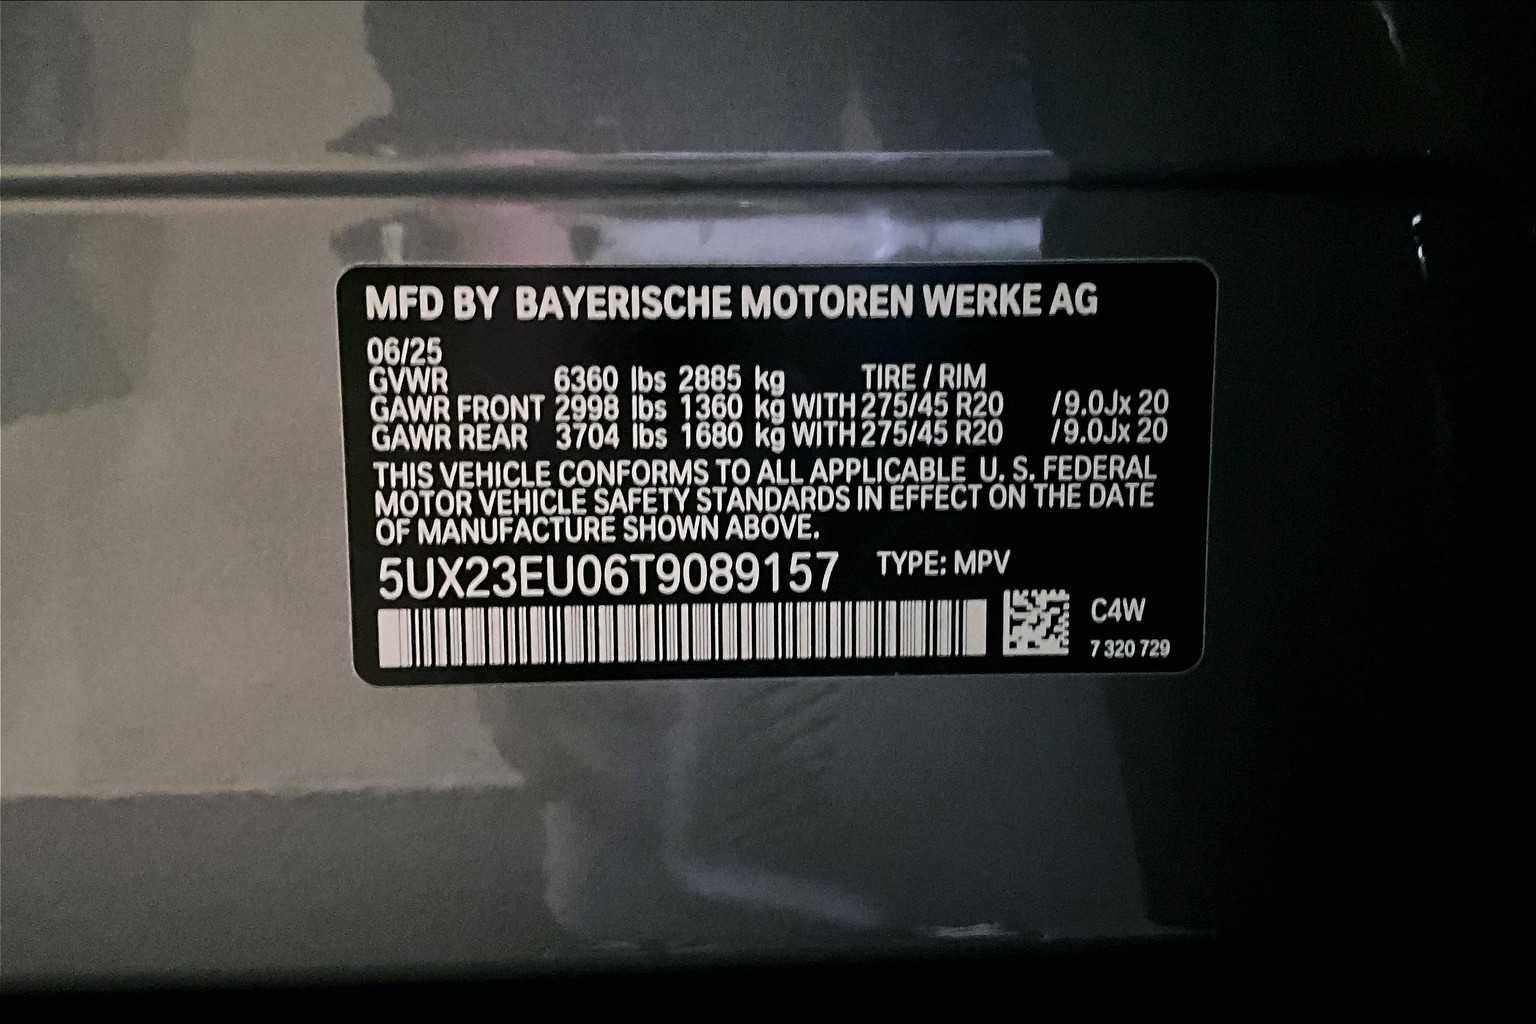 MFD BY BAYERISCHE MOTOREN WERKE AG
06/25
GVWR 6360 lbs 2885 kg TIRE / RIM
GAWR FRONT 2998 lbs 1360 kg WITH 275/45 R20 /9.0Jx 20
GAWR REAR 3704 lbs 1680 kg WITH 275/45 R20 /9.0Jx 20
THIS VEHICLE CONFORMS TO ALL APPLICABLE U. S. FEDERAL
MOTOR VEHICLE SAFETY STANDARDS IN EFFECT ON THE DATE
OF MANUFACTURE SHOWN ABOVE.
5UX23EU06T9089157 TYPE: MPV
C4W
7 320 729